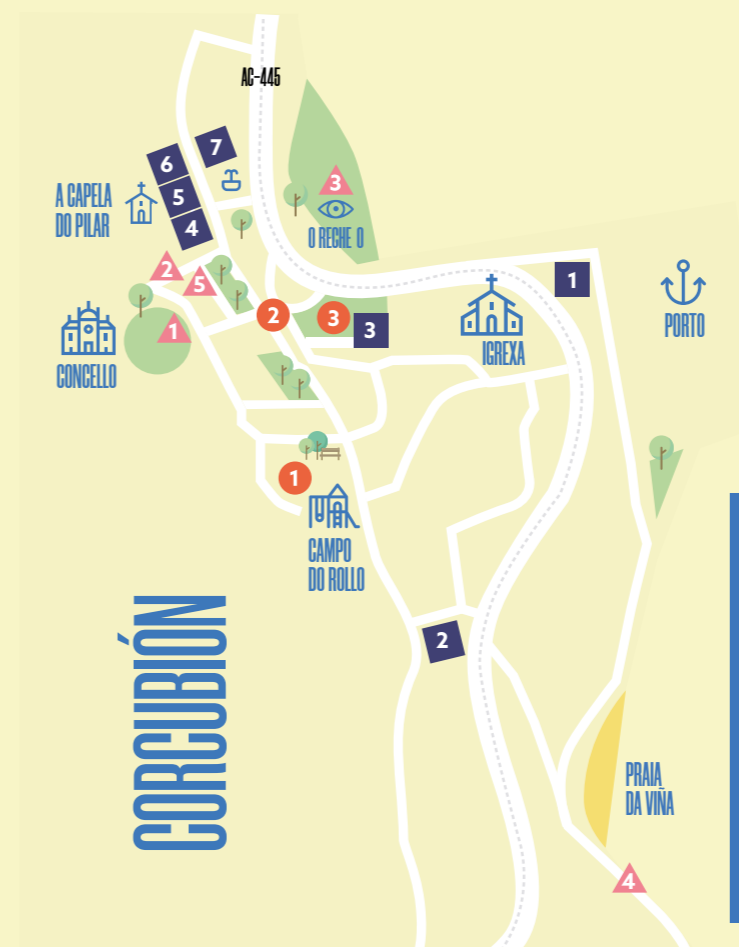 AC-445
7
6
5
4
A CAPELA
DO PILAR
3
O RECHE O
2
5
1
CONCELLO
2
3
3
1
IGREXA
PORTO
1
CAMPO
DO ROLLO
CORCUBIÓN
2
PRAIA
DA VIÑA
4